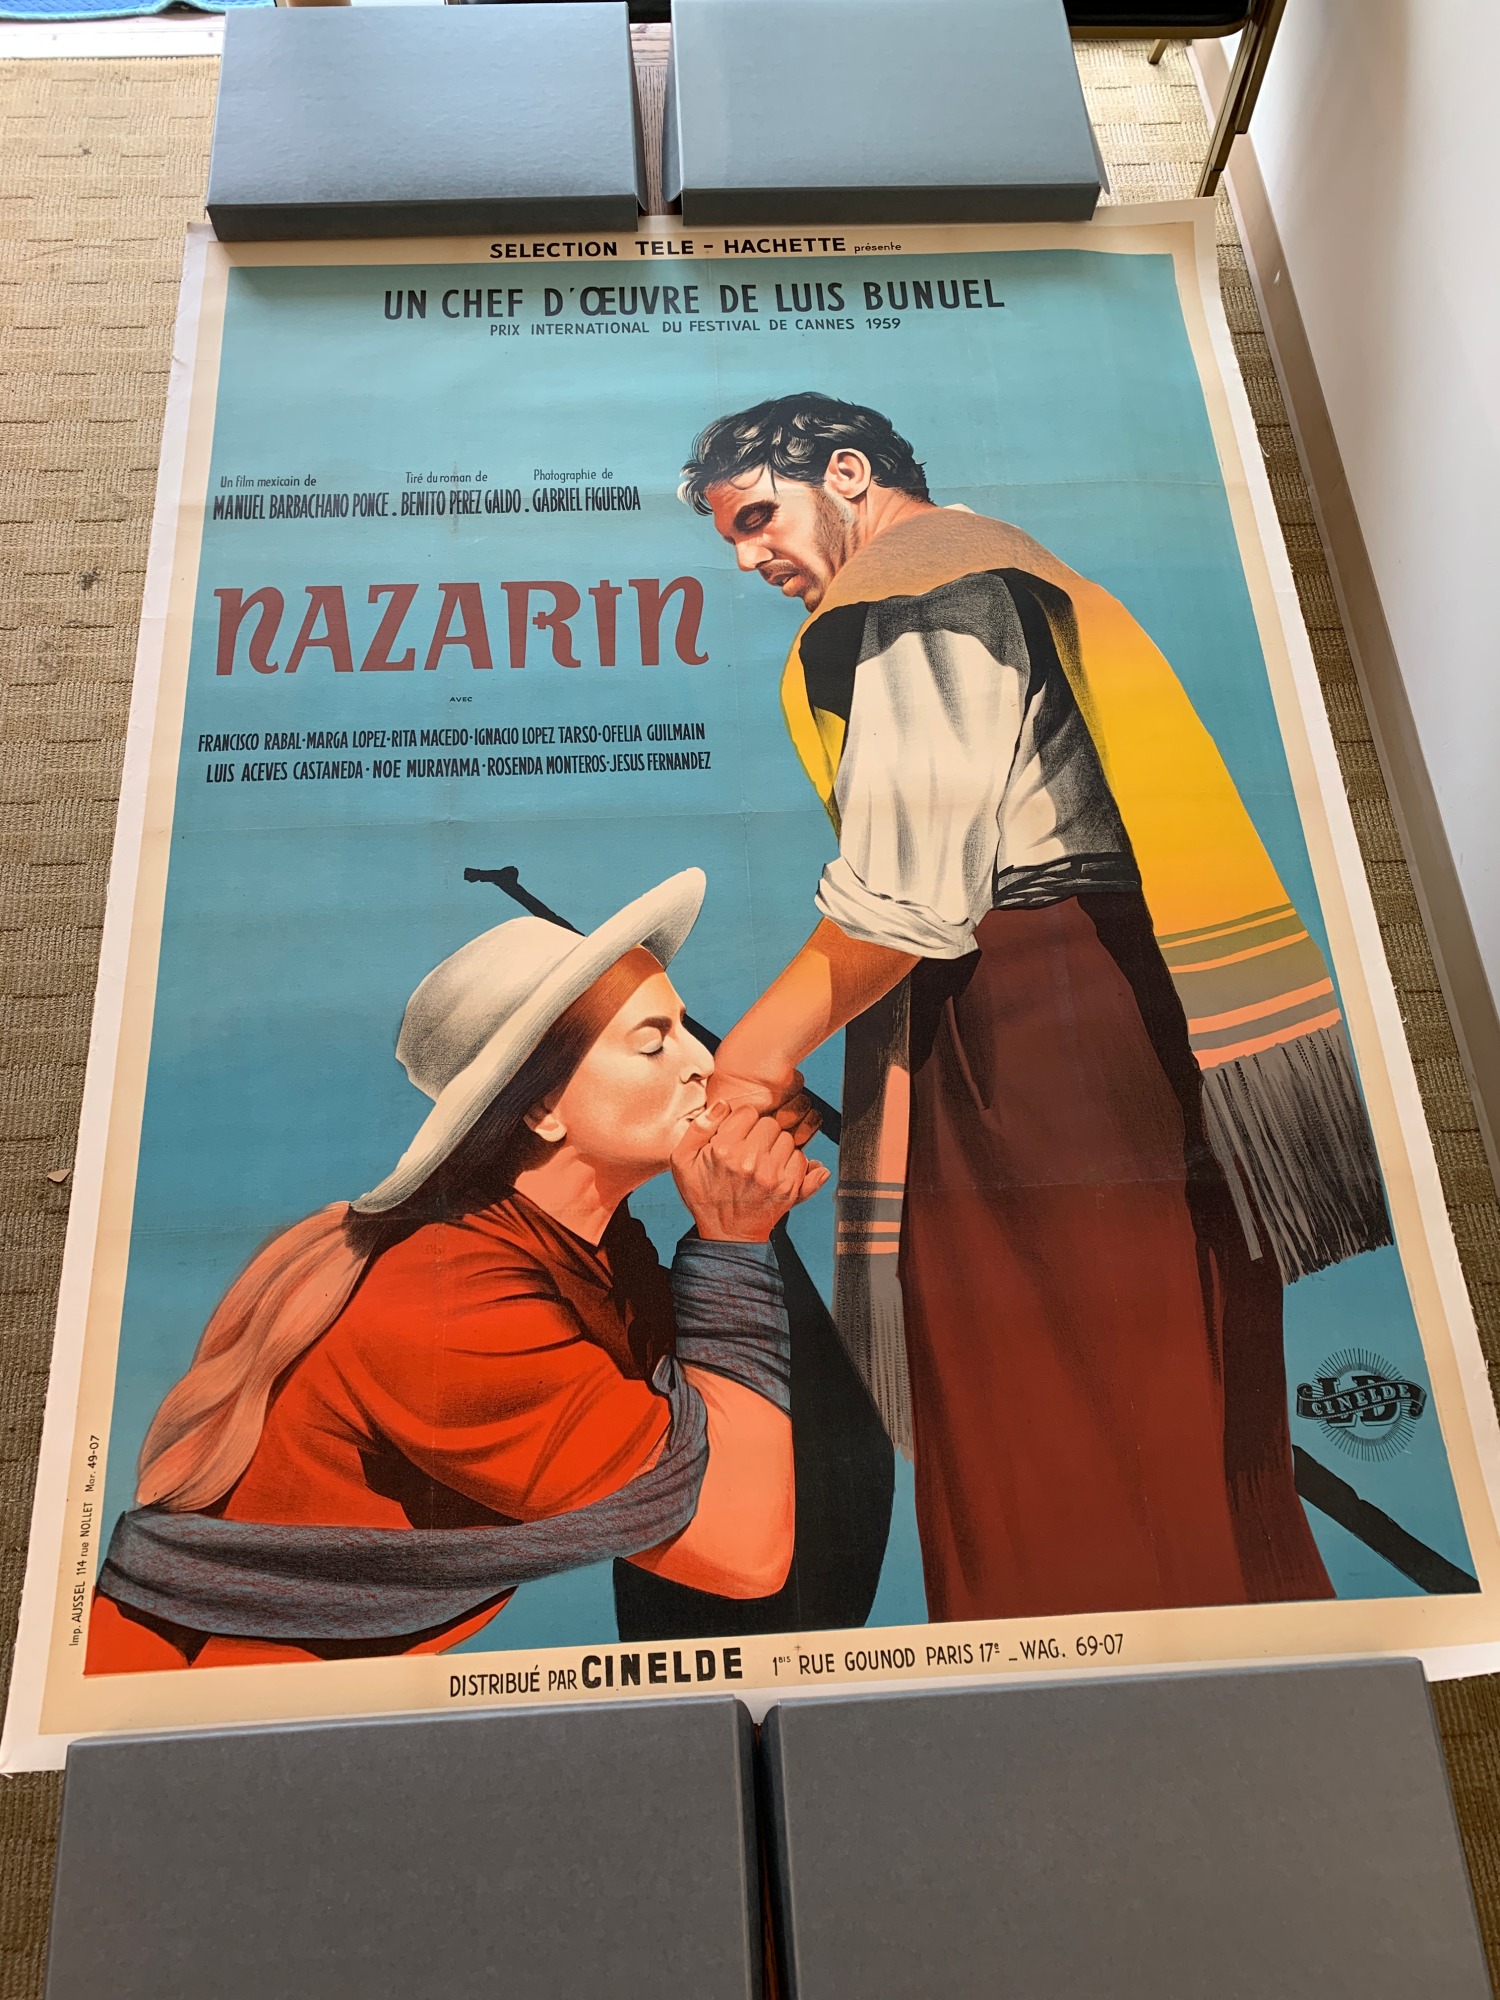 SELECTION TELE - HACHETTE présente
UN CHEF D'ŒUVRE DE LUIS BUNUEL
PRIX INTERNATIONAL DU FESTIVAL DE CANNES 1959
Un film mexicain de
MANUEL BARBACHANO PONCE .
Tiré du roman de
BENITO PEREZ GALDO .
Photographie de
GABRIEL FIGUEROA
NAZARIN
AVEC
FRANCISCO RABAL-MARGA LOPEZ-RITA MACEDO-IGNACIO LOPEZ TARSO-OFELIA GUILMAIN
LUIS ACEVES CASTANEDA-NOE MURAYAMA-ROSENDA MONTEROS-JESUS FERNANDEZ
LD
CINELDE
Imp. AUSSEL 114 rue NOLLET Mar. 49-07
DISTRIBUÉ PAR CINELDE 1BIS RUE GOUNOD PARIS 17e - WAG. 69-07